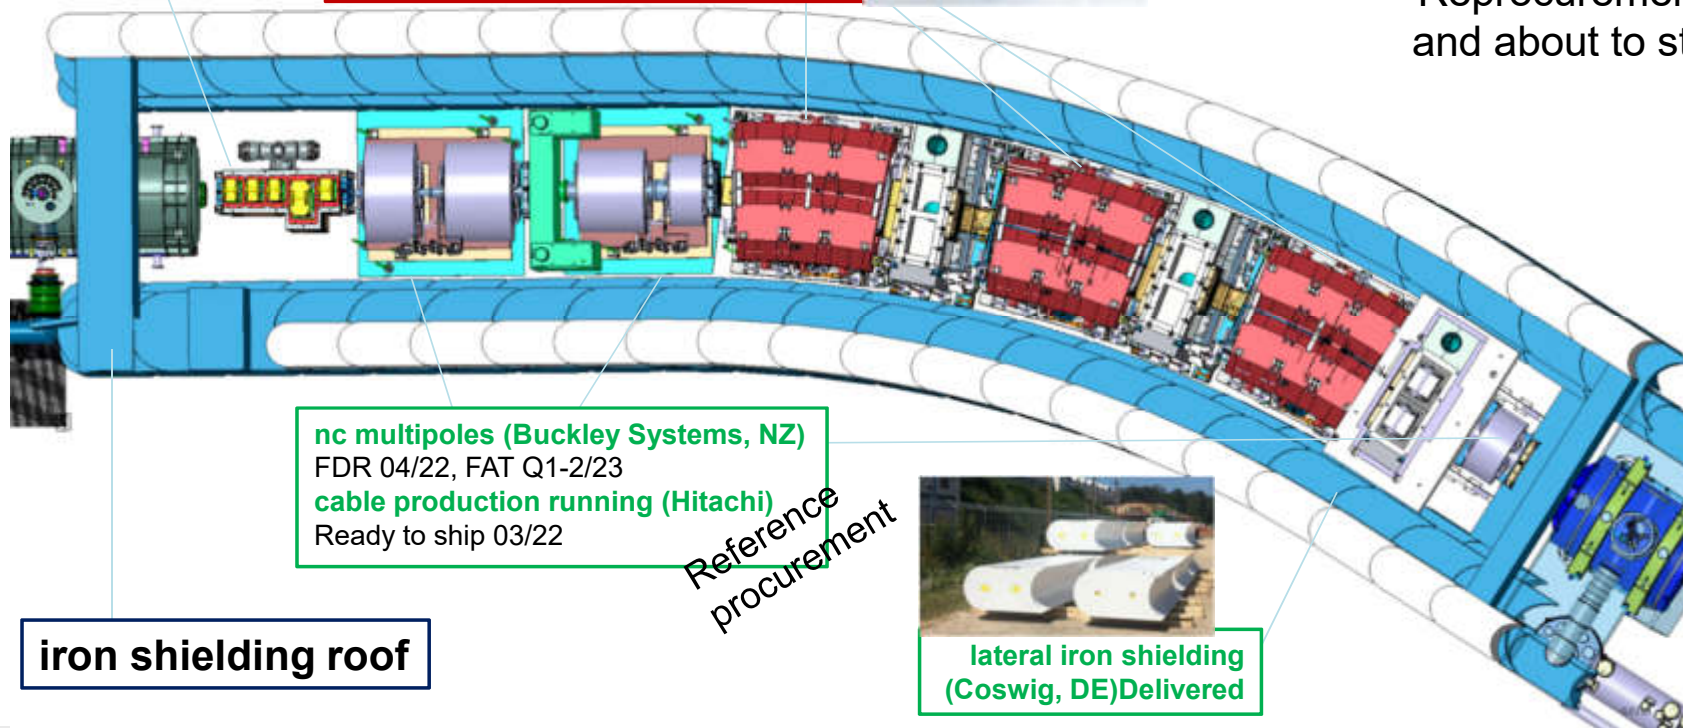 and about to
nc multipoles (Buckley Systems, NZ)
FDR 04/22, FAT Q1-2/23
cable production running (Hitachi)
Ready to ship 03/22
Reference
procurement
iron shielding roof
lateral iron shielding
(Coswig, DE)Delivered